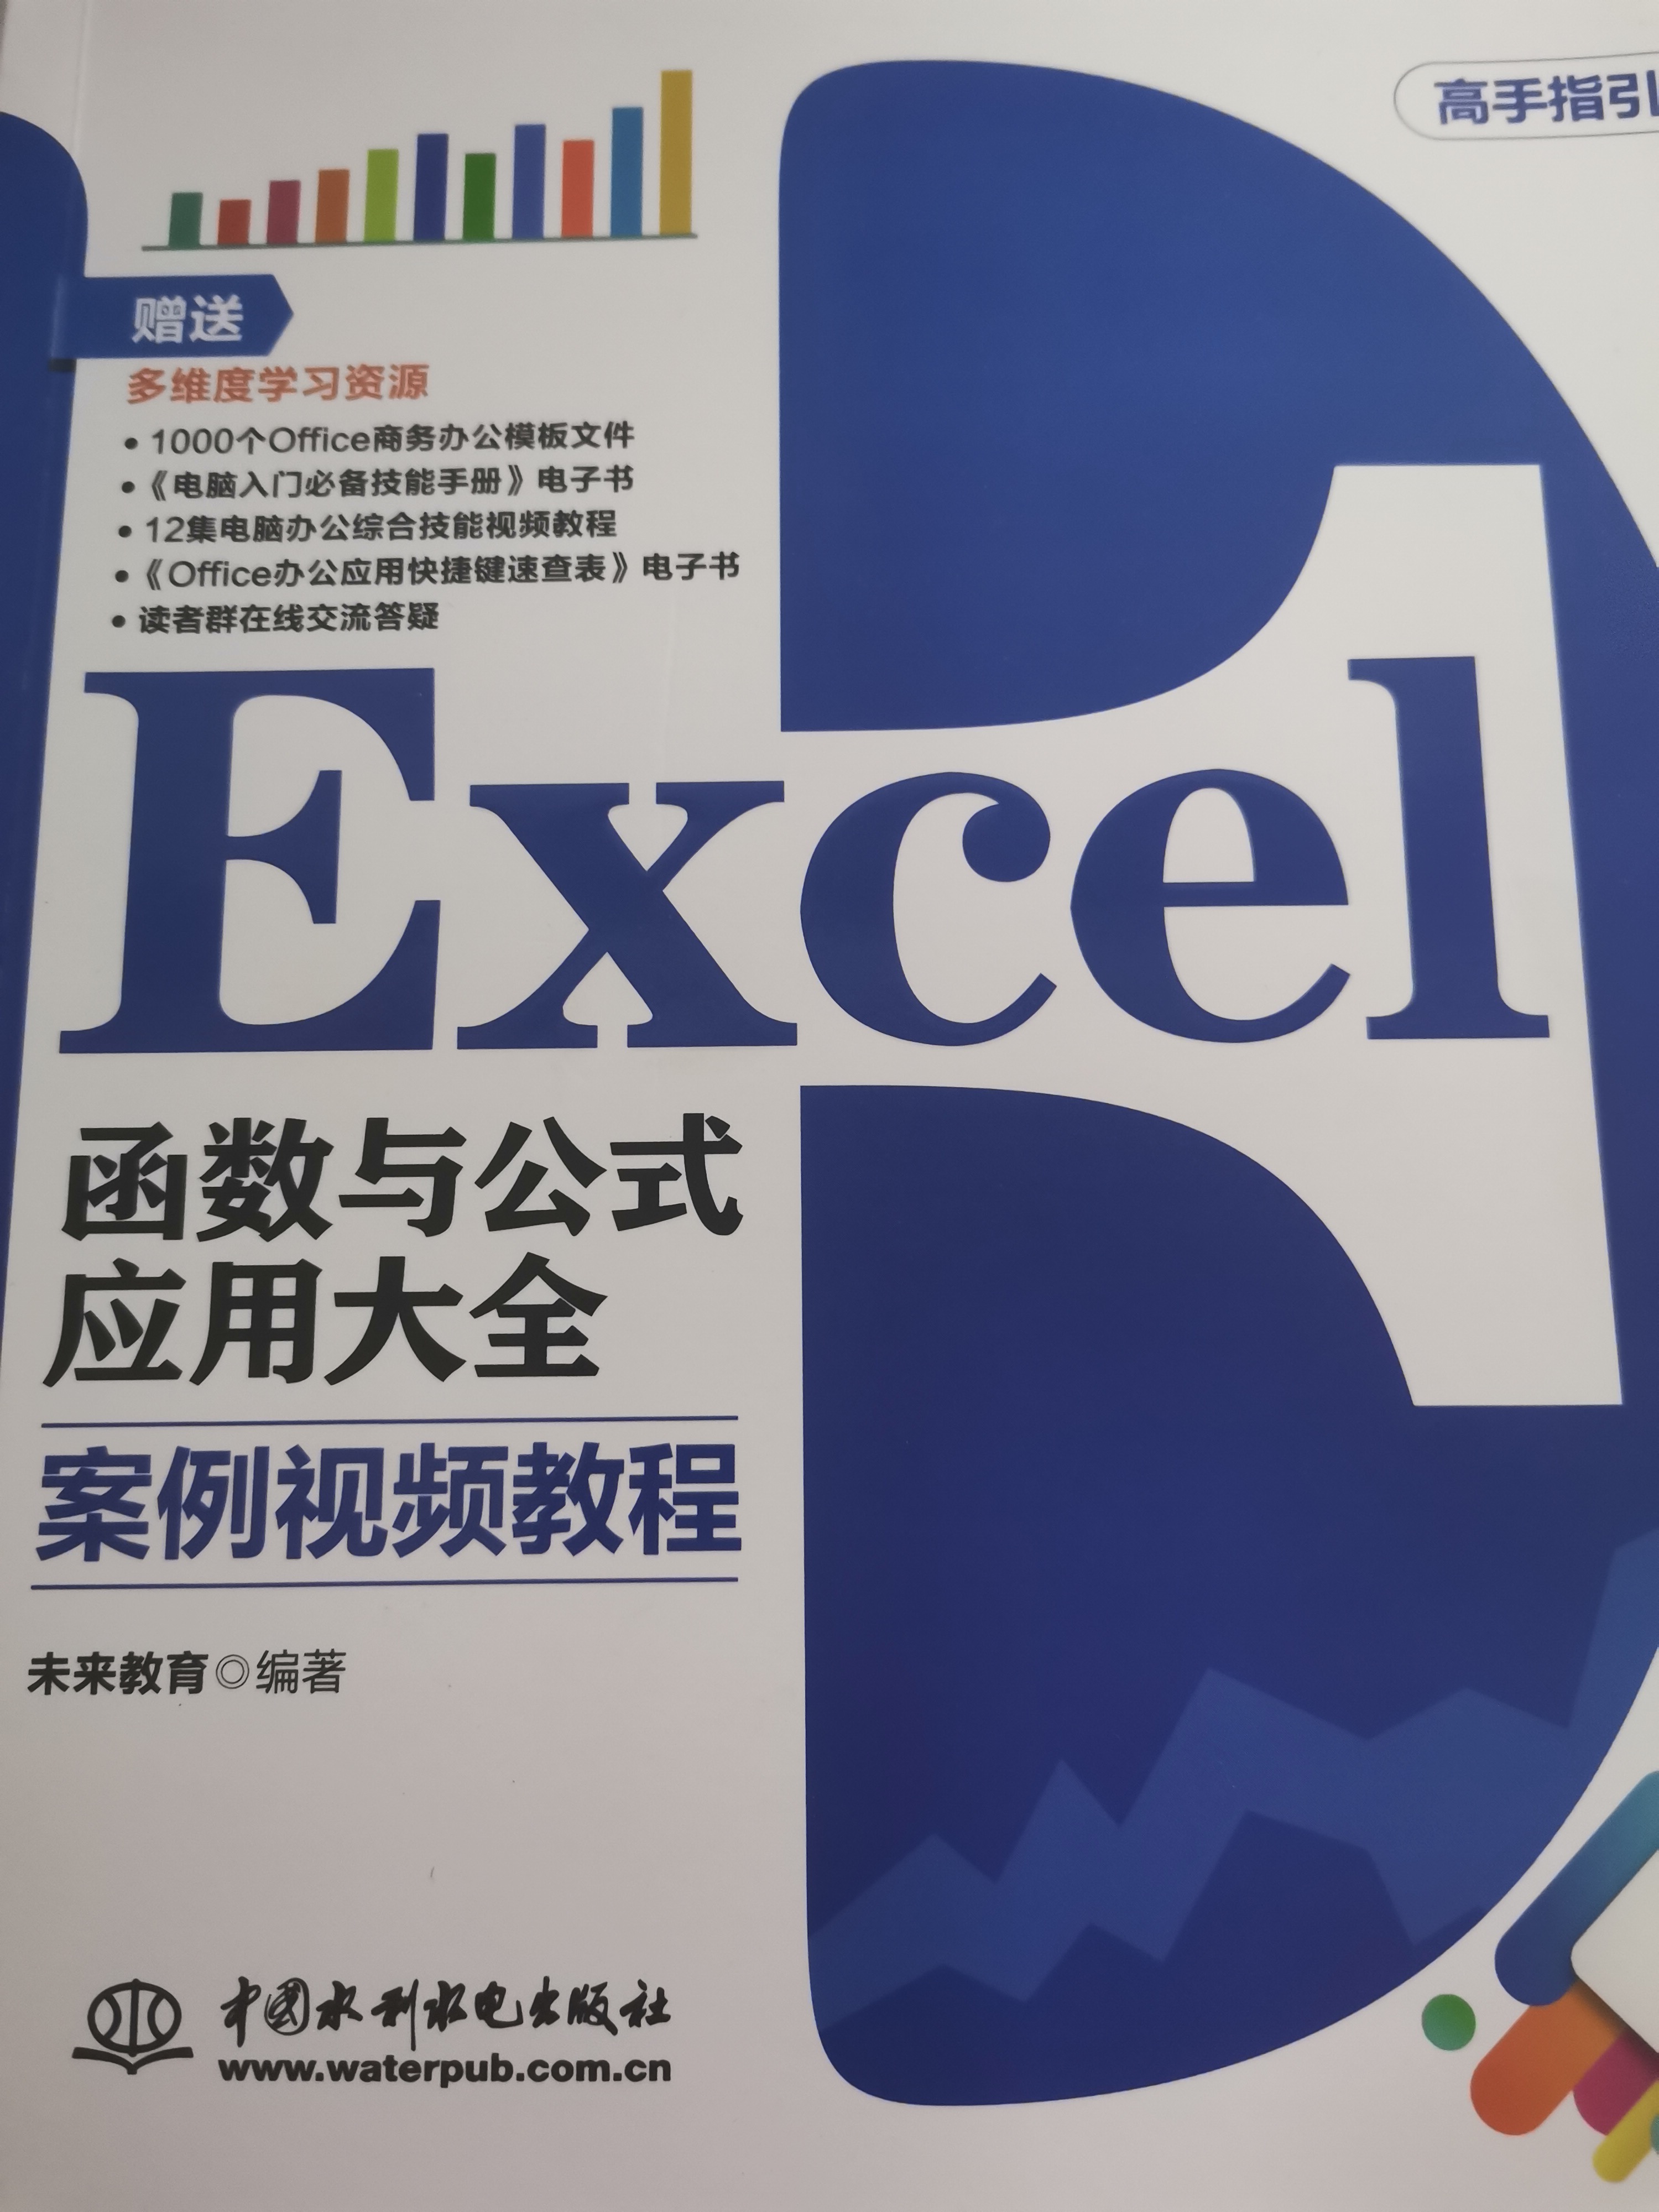 高手指引
赠送
多维度学习资源
• 1000个Office商务办公模板文件
• 《电脑入门必备技能手册》电子书
• 12集电脑办公综合技能视频教程
• 《Office办公应用快捷键速查表》电子书
• 读者群在线交流答疑
Excel
函数与公式
应用大全
案例视频教程
未来教育◎编著
中国水利水电出版社
www.waterpub.com.cn